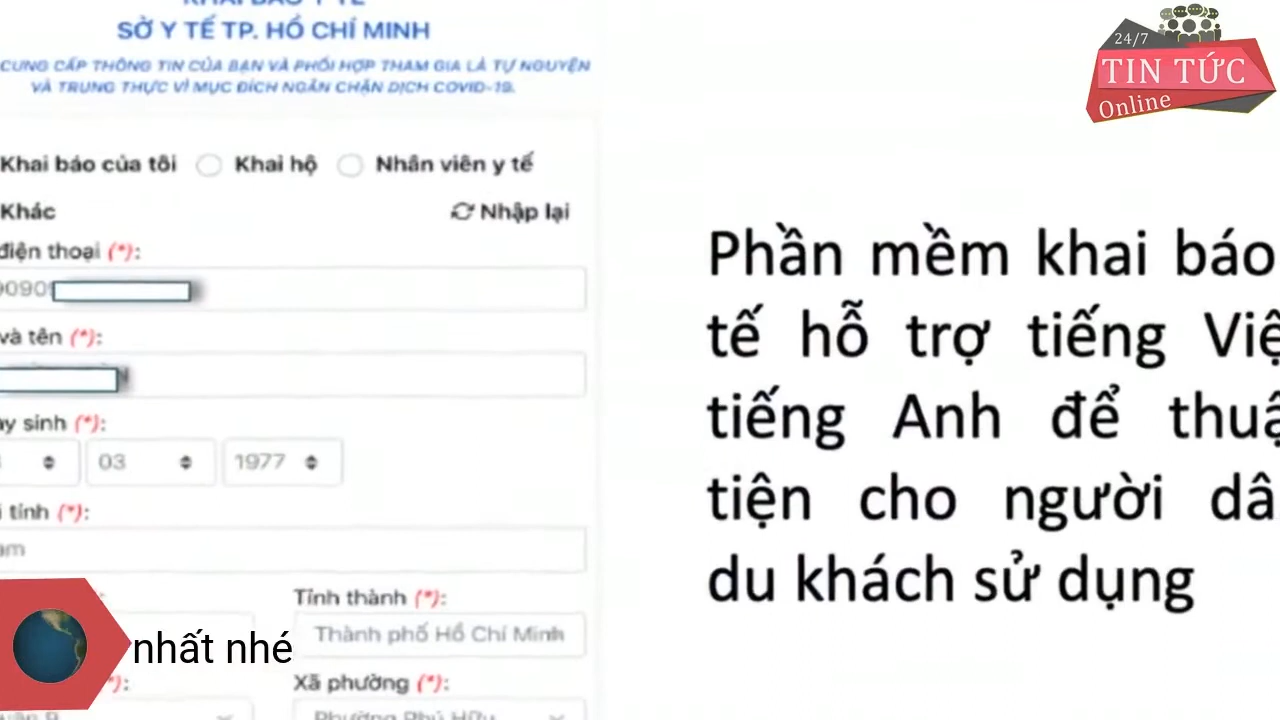 KHAI BÁO Y TẾ
SỞ Y TẾ TP. HỒ CHÍ MINH
CUNG CẤP THÔNG TIN CỦA BẠN VÀ PHỐI HỢP THAM GIA LÀ TỰ NGUYỆN
VÀ TRUNG THỰC VÌ MỤC ĐÍCH NGĂN CHẶN DỊCH COVID-19.
Khai báo của tôi Khai hộ Nhân viên y tế
Khác Nhập lại
điện thoại (*):
và tên (*):
sinh (*):
03 1977
tính (*):
Tỉnh thành (*):
Thành phố Hồ Chí Minh
Xã phường (*):
Phường Phú Hữu
nhất nhé
24/7
TIN TỨC
Online
Phần mềm khai báo
tế hỗ trợ tiếng
tiếng Anh để
tiện cho người
du khách sử dụng